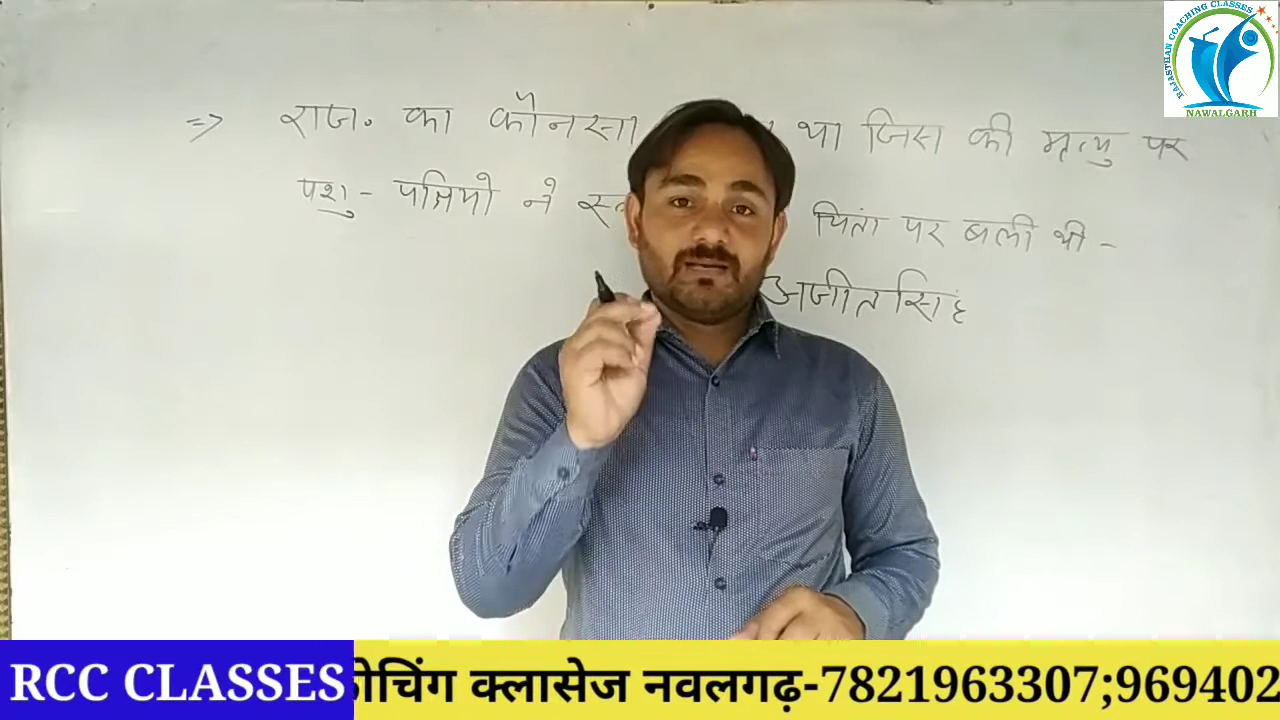 RAJASTHAN COACHING CLASSES
NAWALGARH
=> राज. का कौनसा था जिस की मृत्यु पर
पशु - पक्षियो ने चिता पर बली थी -
अजीत सिंह
RCC CLASSES
कोचिंग क्लासेज नवलगढ़-7821963307;969402